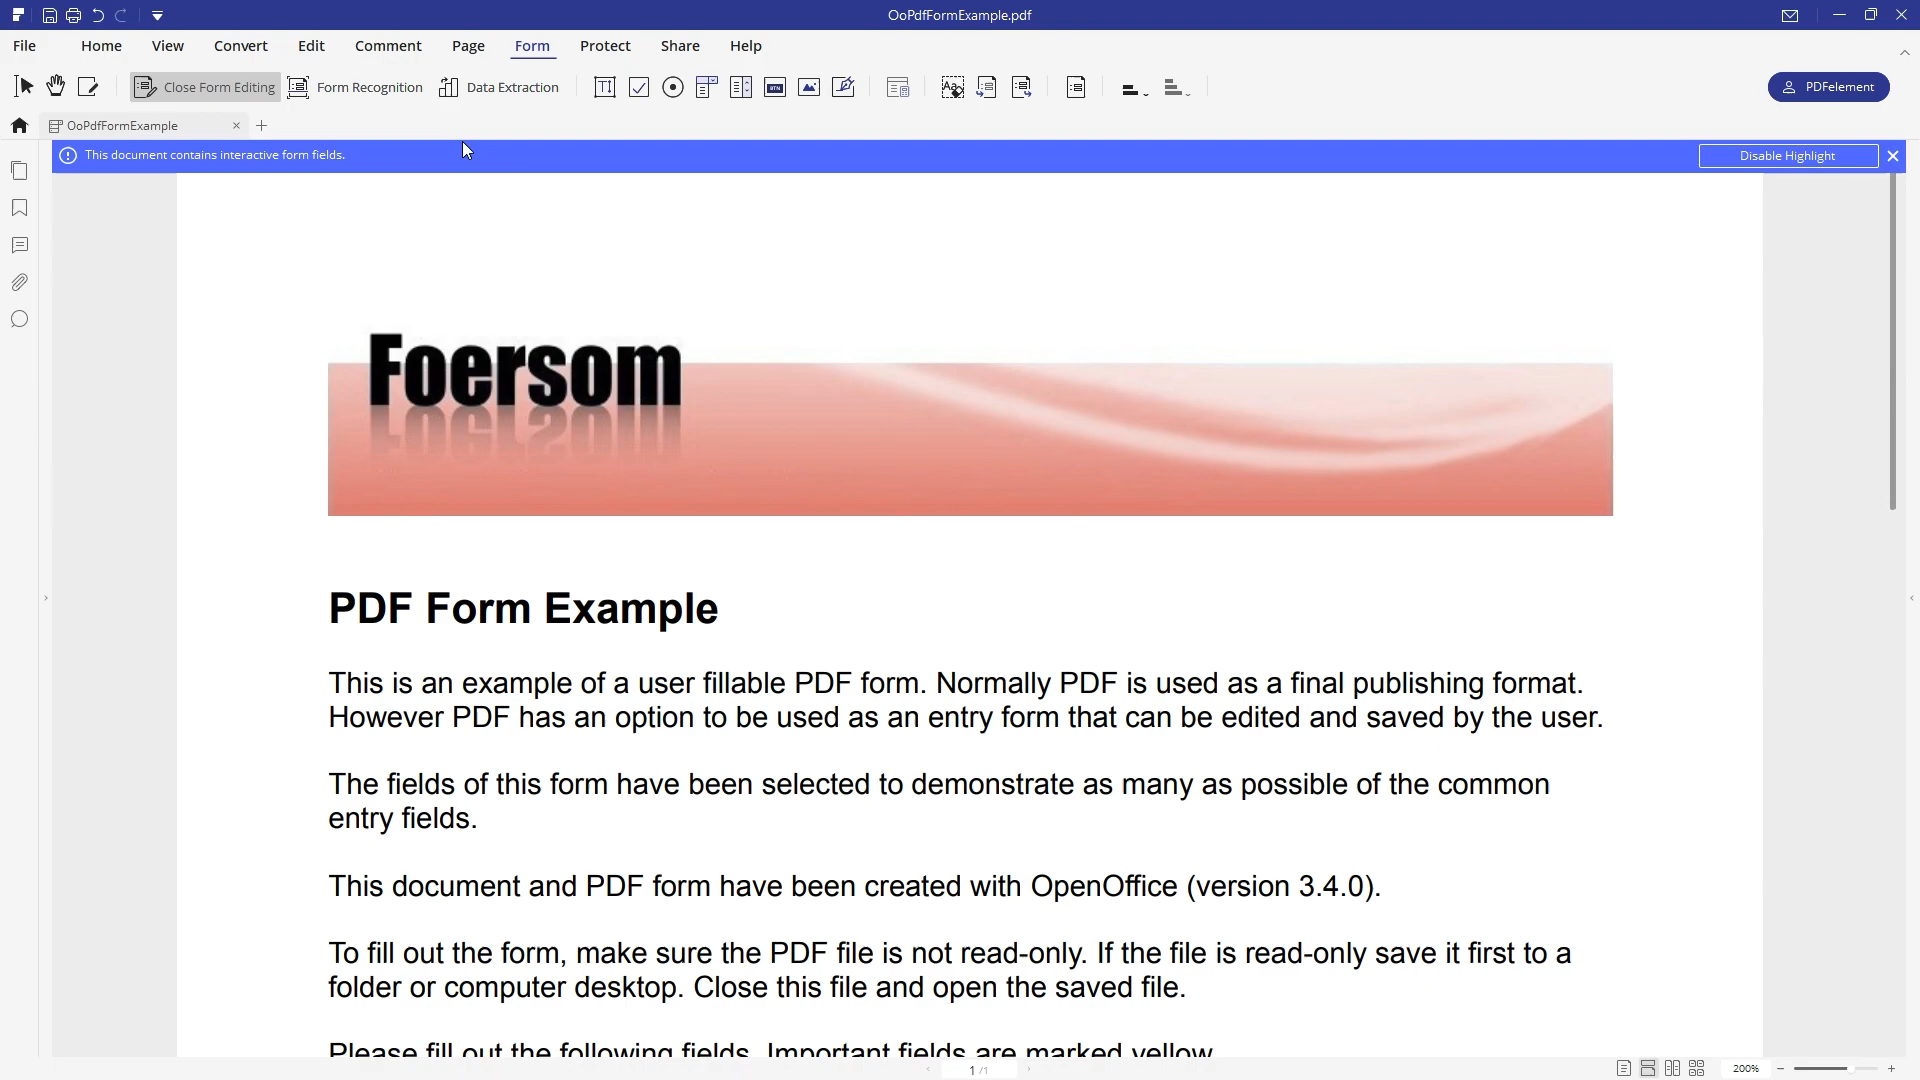 OoPdfFormExample.pdf
File Home View Convert Edit Comment Page Form Protect Share Help
Close Form Editing Form Recognition Data Extraction BTN PDFelement
OoPdfFormExample
This document contains interactive form fields. Disable Highlight
Foersom
PDF Form Example
This is an example of a user fillable PDF form. Normally PDF is used as a final publishing format.
However PDF has an option to be used as an entry form that can be edited and saved by the user.
The fields of this form have been selected to demonstrate as many as possible of the common
entry fields.
This document and PDF form have been created with OpenOffice (version 3.4.0).
To fill out the form, make sure the PDF file is not read-only. If the file is read-only save it first to a
folder or computer desktop. Close this file and open the saved file.
Please fill out the following fields. Important fields are marked yellow.
1 /1 200%